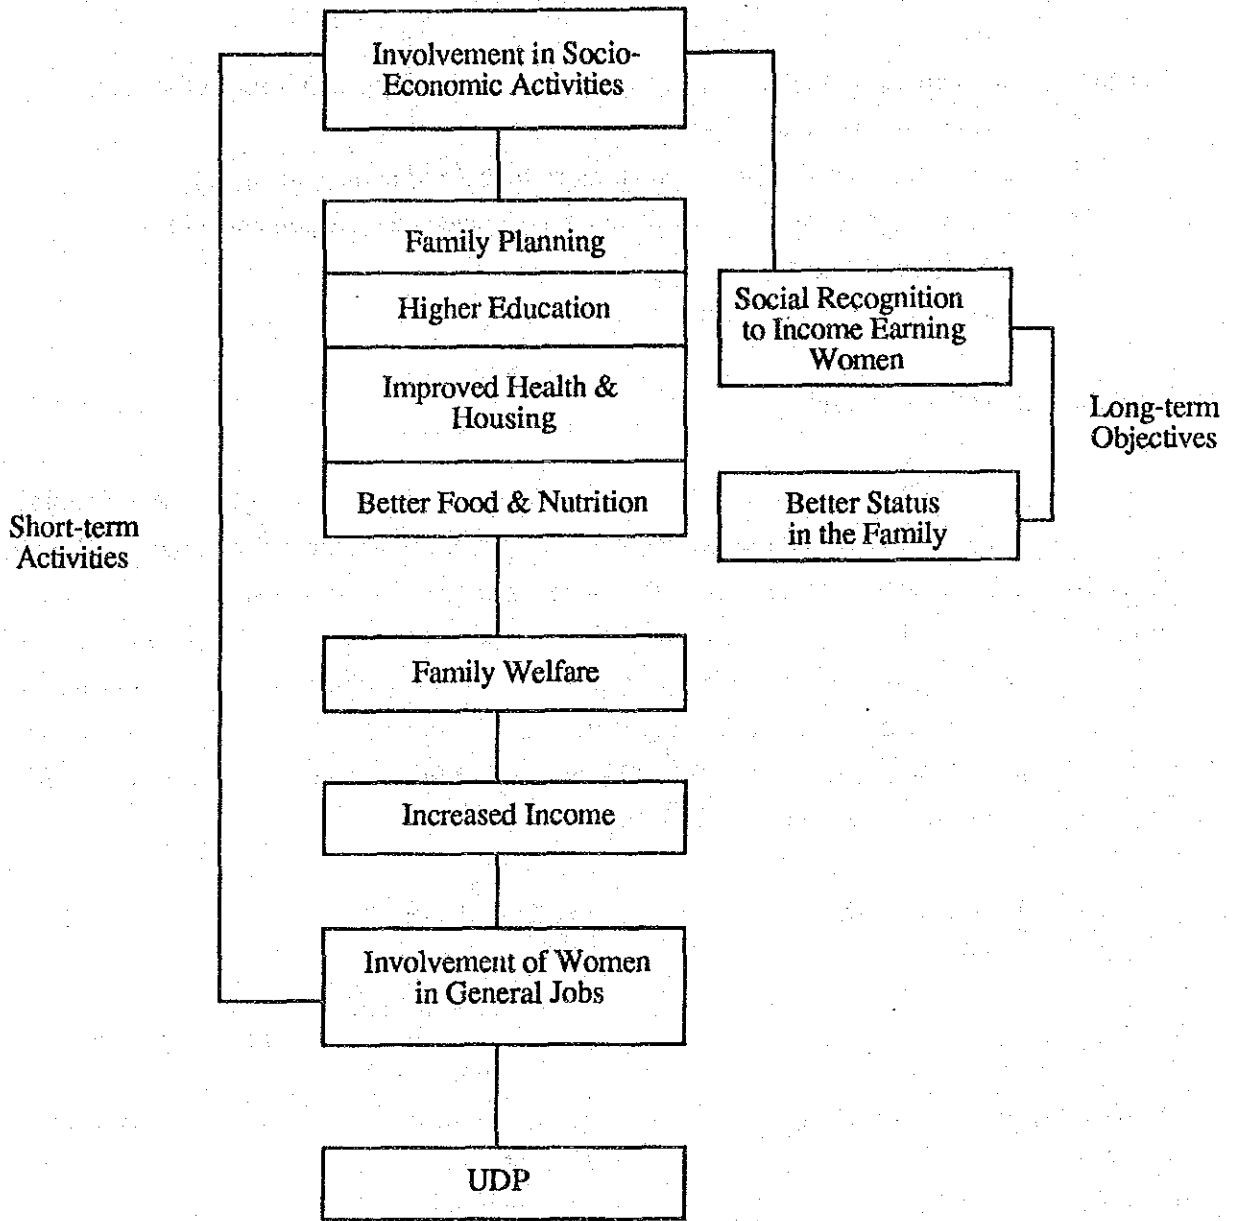 Involvement in Socio-
Economic Activities
Family Planning
Higher Education
Improved Health &
Housing
Better Food & Nutrition
Social Recognition
to Income Earning
Women
Long-term
Objectives
Better Status
in the Family
Short-term
Activities
Family Welfare
Increased Income
Involvement of Women
in General Jobs
UDP